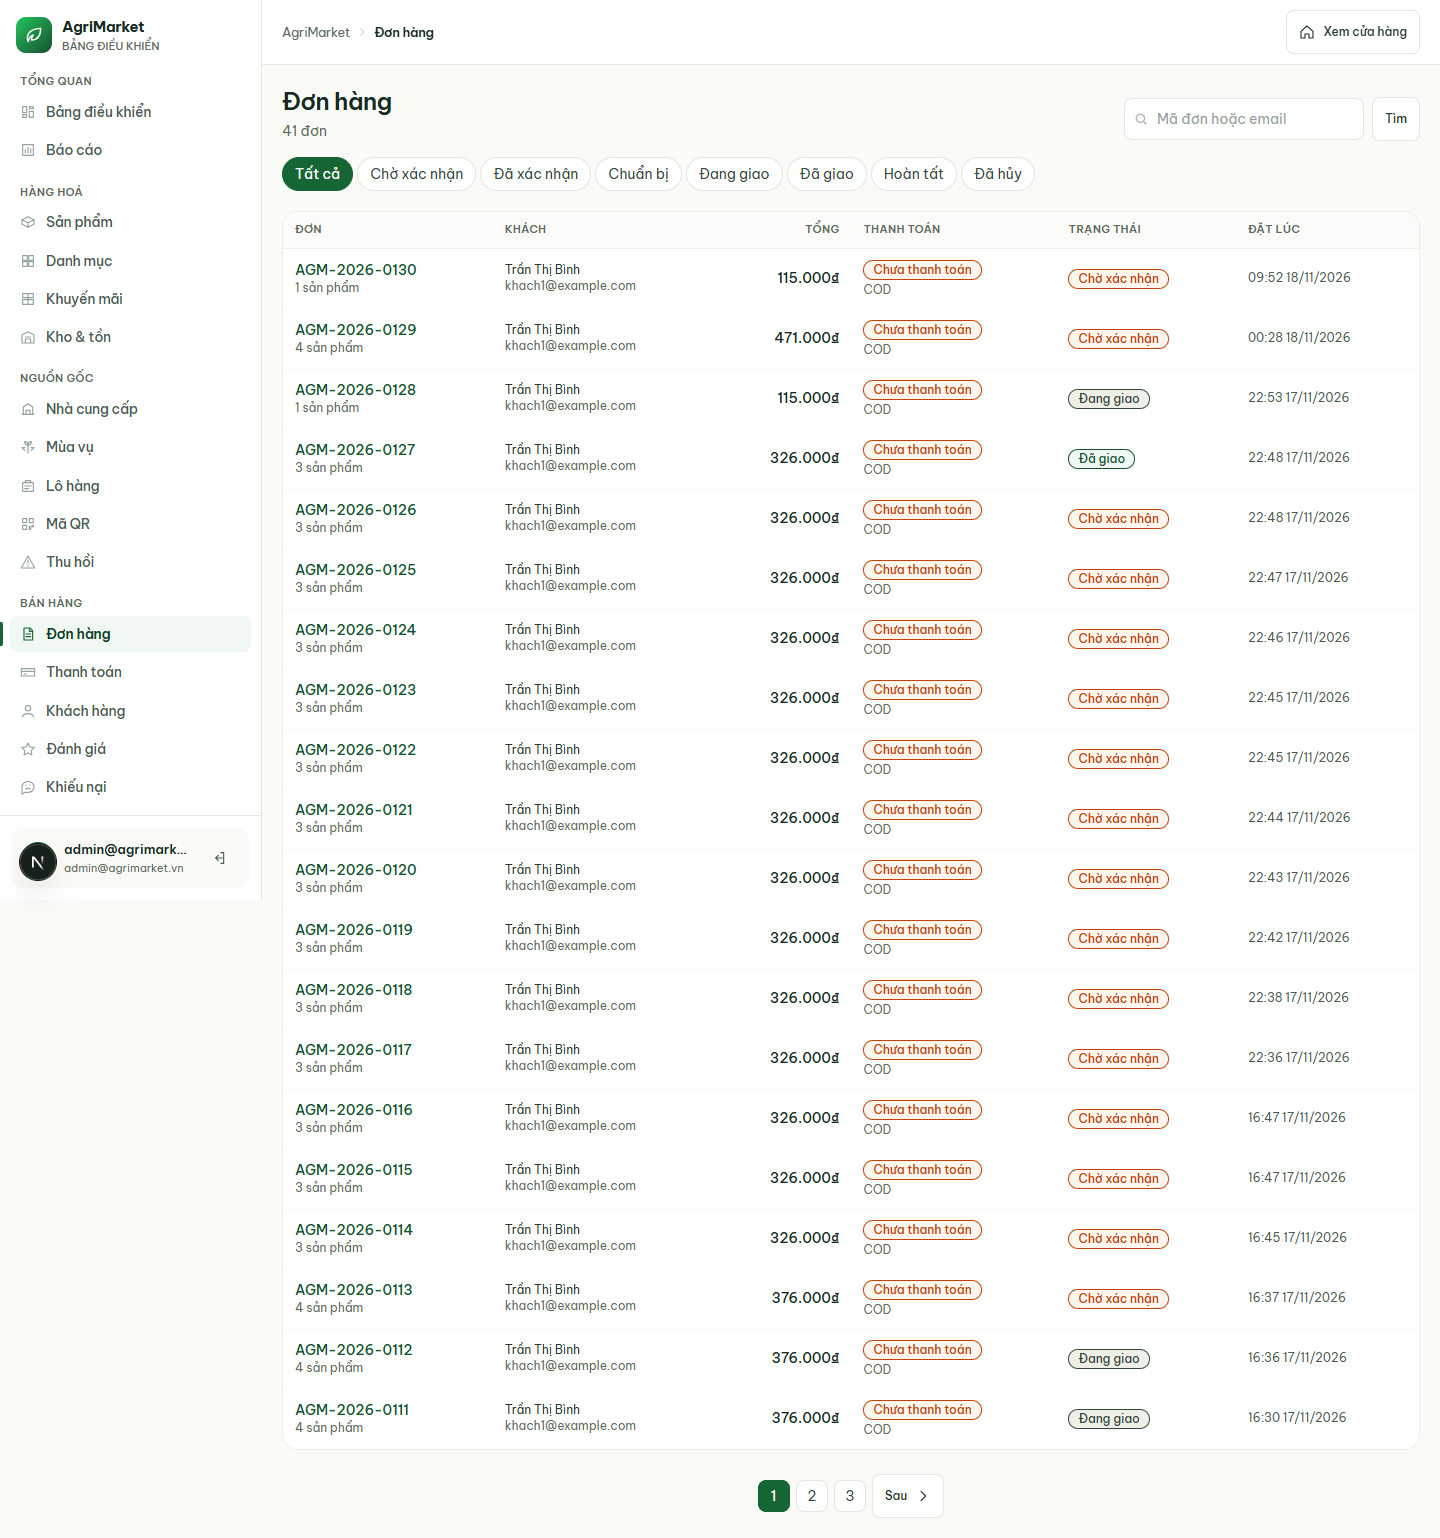 AgriMarket
BẢNG ĐIỀU KHIỂN
TỔNG QUAN
Bảng điều khiển
Báo cáo
HÀNG HOÁ
Sản phẩm
Danh mục
Khuyến mãi
Kho & tồn
NGUỒN GỐC
Nhà cung cấp
Mùa vụ
Lô hàng
Mã QR
Thu hồi
BÁN HÀNG
Đơn hàng
Thanh toán
Khách hàng
Đánh giá
Khiếu nại
N
admin@agrimark...
admin@agrimarket.vn
AgriMarket > Đơn hàng
Xem cửa hàng
Đơn hàng
41 đơn
Mã đơn hoặc email
Tìm
Tất cả Chờ xác nhận Đã xác nhận Chuẩn bị Đang giao Đã giao Hoàn tất Đã hủy
ĐƠN KHÁCH TỔNG THANH TOÁN TRẠNG THÁI ĐẶT LÚC
AGM-2026-0130 Trần Thị Bình 115.000₫ Chưa thanh toán Chờ xác nhận 09:52 18/11/2026
1 sản phẩm khach1@example.com COD
AGM-2026-0129 Trần Thị Bình 471.000₫ Chưa thanh toán Chờ xác nhận 00:28 18/11/2026
4 sản phẩm khach1@example.com COD
AGM-2026-0128 Trần Thị Bình 115.000₫ Chưa thanh toán Đang giao 22:53 17/11/2026
1 sản phẩm khach1@example.com COD
AGM-2026-0127 Trần Thị Bình 326.000₫ Chưa thanh toán Đã giao 22:48 17/11/2026
3 sản phẩm khach1@example.com COD
AGM-2026-0126 Trần Thị Bình 326.000₫ Chưa thanh toán Chờ xác nhận 22:48 17/11/2026
3 sản phẩm khach1@example.com COD
AGM-2026-0125 Trần Thị Bình 326.000₫ Chưa thanh toán Chờ xác nhận 22:47 17/11/2026
3 sản phẩm khach1@example.com COD
AGM-2026-0124 Trần Thị Bình 326.000₫ Chưa thanh toán Chờ xác nhận 22:46 17/11/2026
3 sản phẩm khach1@example.com COD
AGM-2026-0123 Trần Thị Bình 326.000₫ Chưa thanh toán Chờ xác nhận 22:45 17/11/2026
3 sản phẩm khach1@example.com COD
AGM-2026-0122 Trần Thị Bình 326.000₫ Chưa thanh toán Chờ xác nhận 22:45 17/11/2026
3 sản phẩm khach1@example.com COD
AGM-2026-0121 Trần Thị Bình 326.000₫ Chưa thanh toán Chờ xác nhận 22:44 17/11/2026
3 sản phẩm khach1@example.com COD
AGM-2026-0120 Trần Thị Bình 326.000₫ Chưa thanh toán Chờ xác nhận 22:43 17/11/2026
3 sản phẩm khach1@example.com COD
AGM-2026-0119 Trần Thị Bình 326.000₫ Chưa thanh toán Chờ xác nhận 22:42 17/11/2026
3 sản phẩm khach1@example.com COD
AGM-2026-0118 Trần Thị Bình 326.000₫ Chưa thanh toán Chờ xác nhận 22:38 17/11/2026
3 sản phẩm khach1@example.com COD
AGM-2026-0117 Trần Thị Bình 326.000₫ Chưa thanh toán Chờ xác nhận 22:36 17/11/2026
3 sản phẩm khach1@example.com COD
AGM-2026-0116 Trần Thị Bình 326.000₫ Chưa thanh toán Chờ xác nhận 16:47 17/11/2026
3 sản phẩm khach1@example.com COD
AGM-2026-0115 Trần Thị Bình 326.000₫ Chưa thanh toán Chờ xác nhận 16:47 17/11/2026
3 sản phẩm khach1@example.com COD
AGM-2026-0114 Trần Thị Bình 326.000₫ Chưa thanh toán Chờ xác nhận 16:45 17/11/2026
3 sản phẩm khach1@example.com COD
AGM-2026-0113 Trần Thị Bình 376.000₫ Chưa thanh toán Chờ xác nhận 16:37 17/11/2026
4 sản phẩm khach1@example.com COD
AGM-2026-0112 Trần Thị Bình 376.000₫ Chưa thanh toán Đang giao 16:36 17/11/2026
4 sản phẩm khach1@example.com COD
AGM-2026-0111 Trần Thị Bình 376.000₫ Chưa thanh toán Đang giao 16:30 17/11/2026
4 sản phẩm khach1@example.com COD
1 2 3 Sau